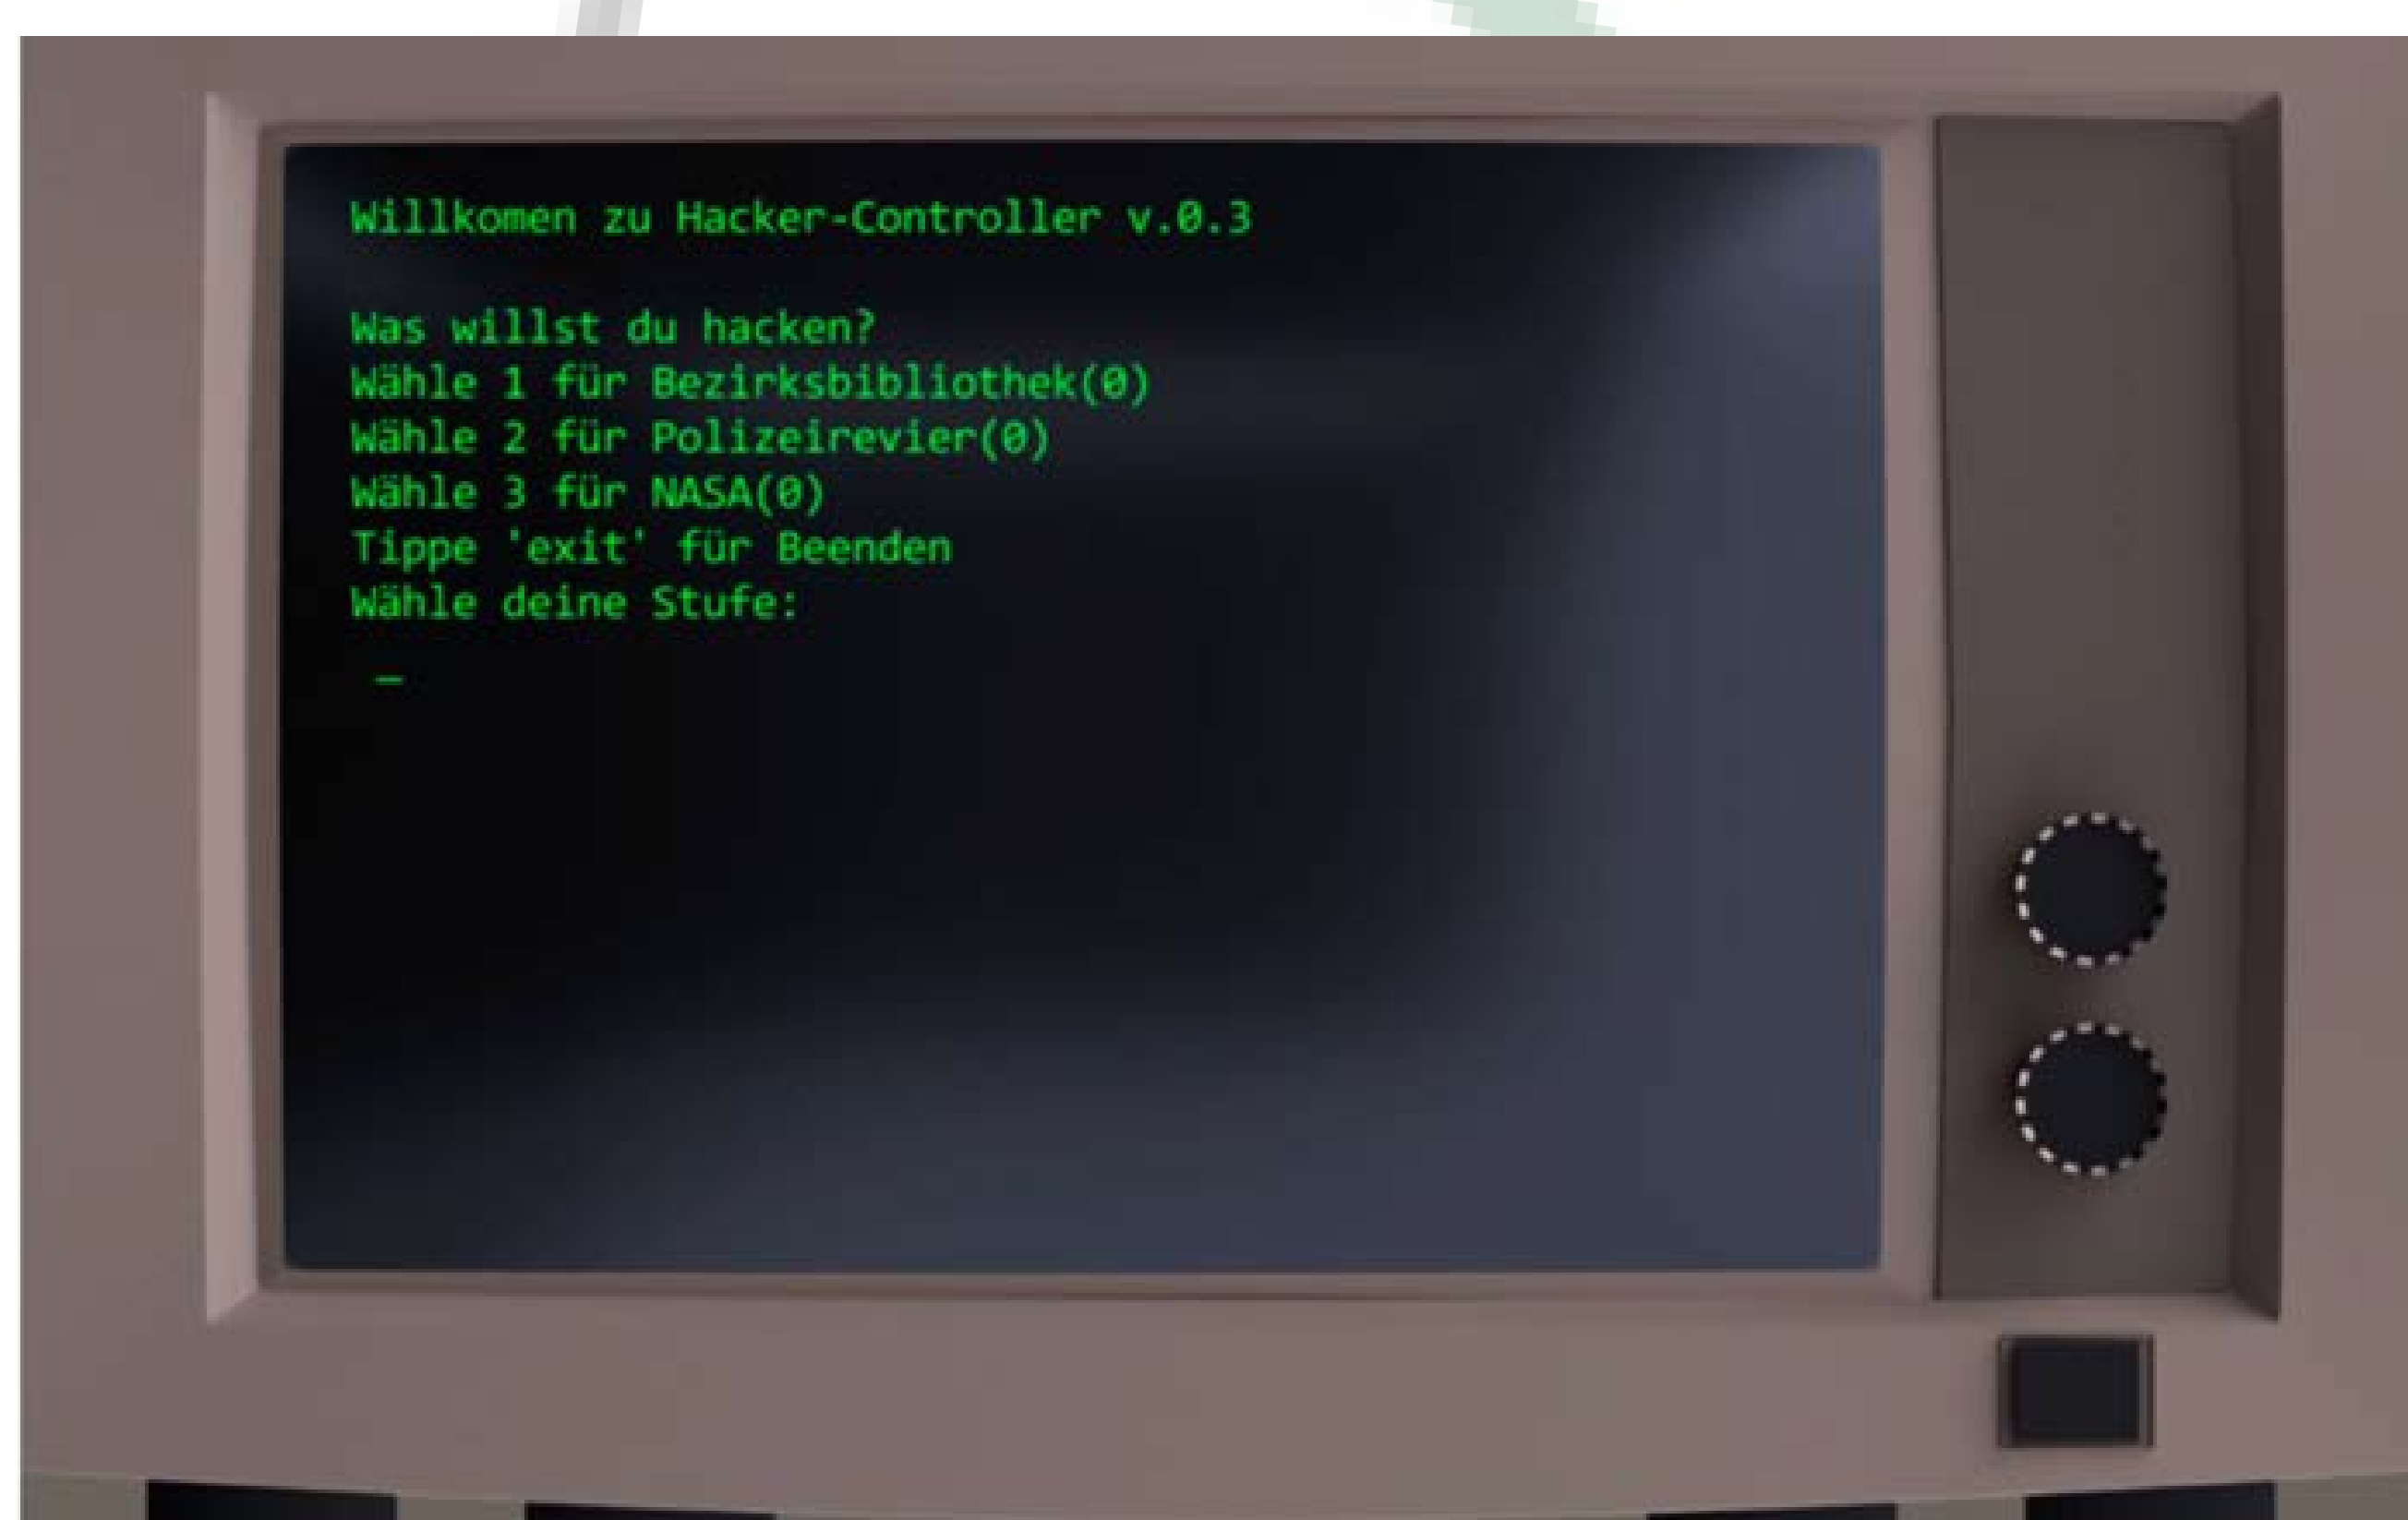 Willkomen zu Hacker-Controller v.0.3
Was willst du hacken?
Wähle 1 für Bezirksbibliothek(0)
Wähle 2 für Polizeirevier(0)
Wähle 3 für NASA(0)
Tippe 'exit' für Beenden
Wähle deine Stufe:
_